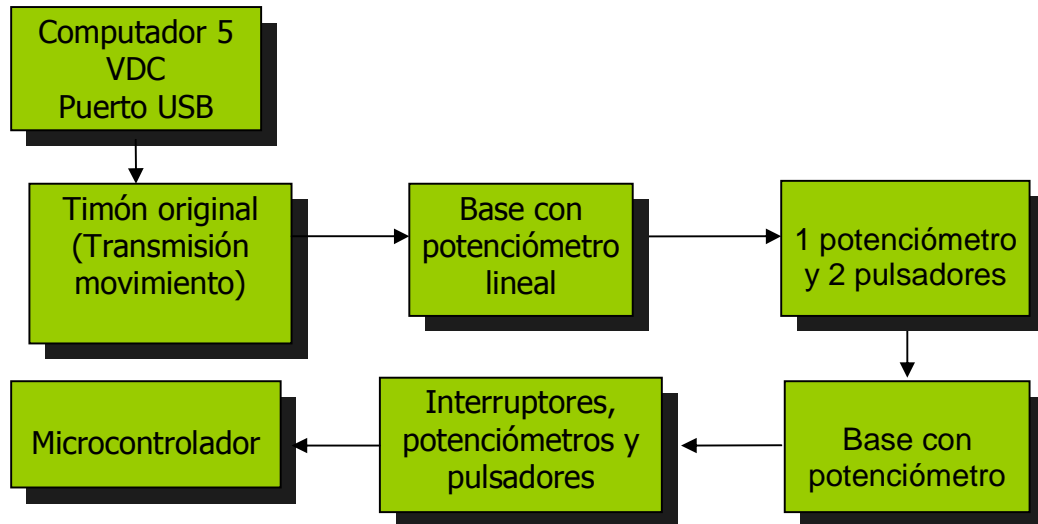 Computador 5
VDC
Puerto USB
Timón original
(Transmisión
movimiento)
Base con
potenciómetro
lineal
1 potenciómetro
y 2 pulsadores
Base con
potenciómetro
Interruptores,
potenciómetros y
pulsadores
Microcontrolador